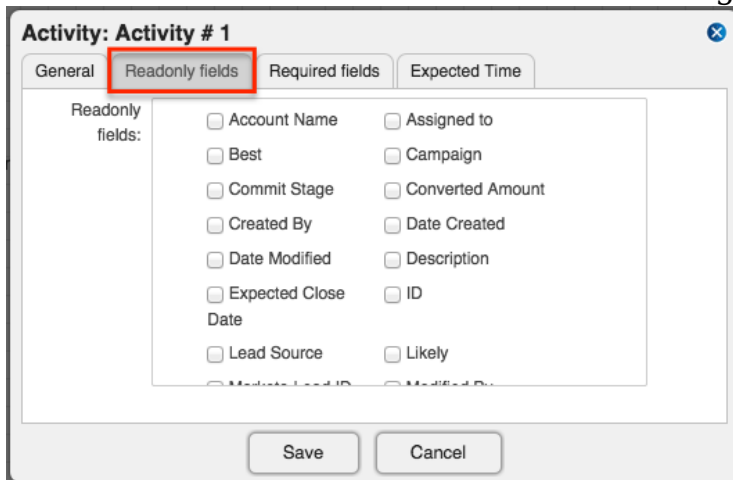 Activity: Activity # 1
General Readonly fields Required fields Expected Time
Readonly fields:
Account Name Assigned to
Best Campaign
Commit Stage Converted Amount
Created By Date Created
Date Modified Description
Expected Close Date ID
Lead Source Likely
Save Cancel